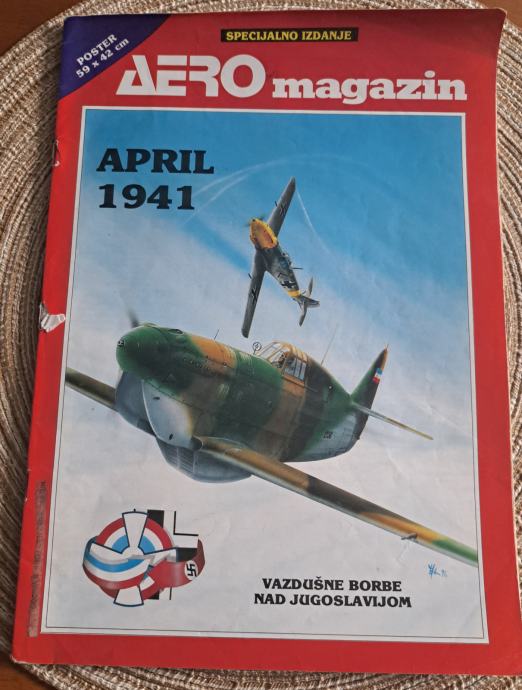 POSTER
59 x 42 cm
SPECIJALNO IZDANJE
AERO magazin
APRIL
1941
VAZDUŠNE BORBE
NAD JUGOSLAVIJOM